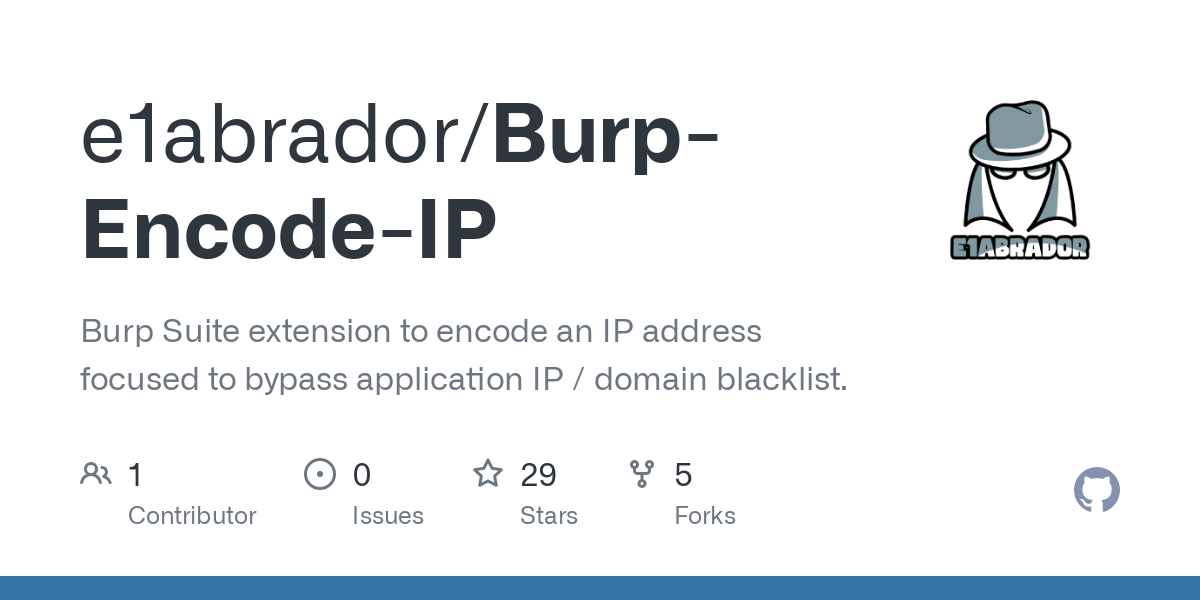 e1abrador/Burp-
Encode-IP
E1ABRADOR
Burp Suite extension to encode an IP address
focused to bypass application IP / domain blacklist.
1
Contributor
0
Issues
29
Stars
5
Forks